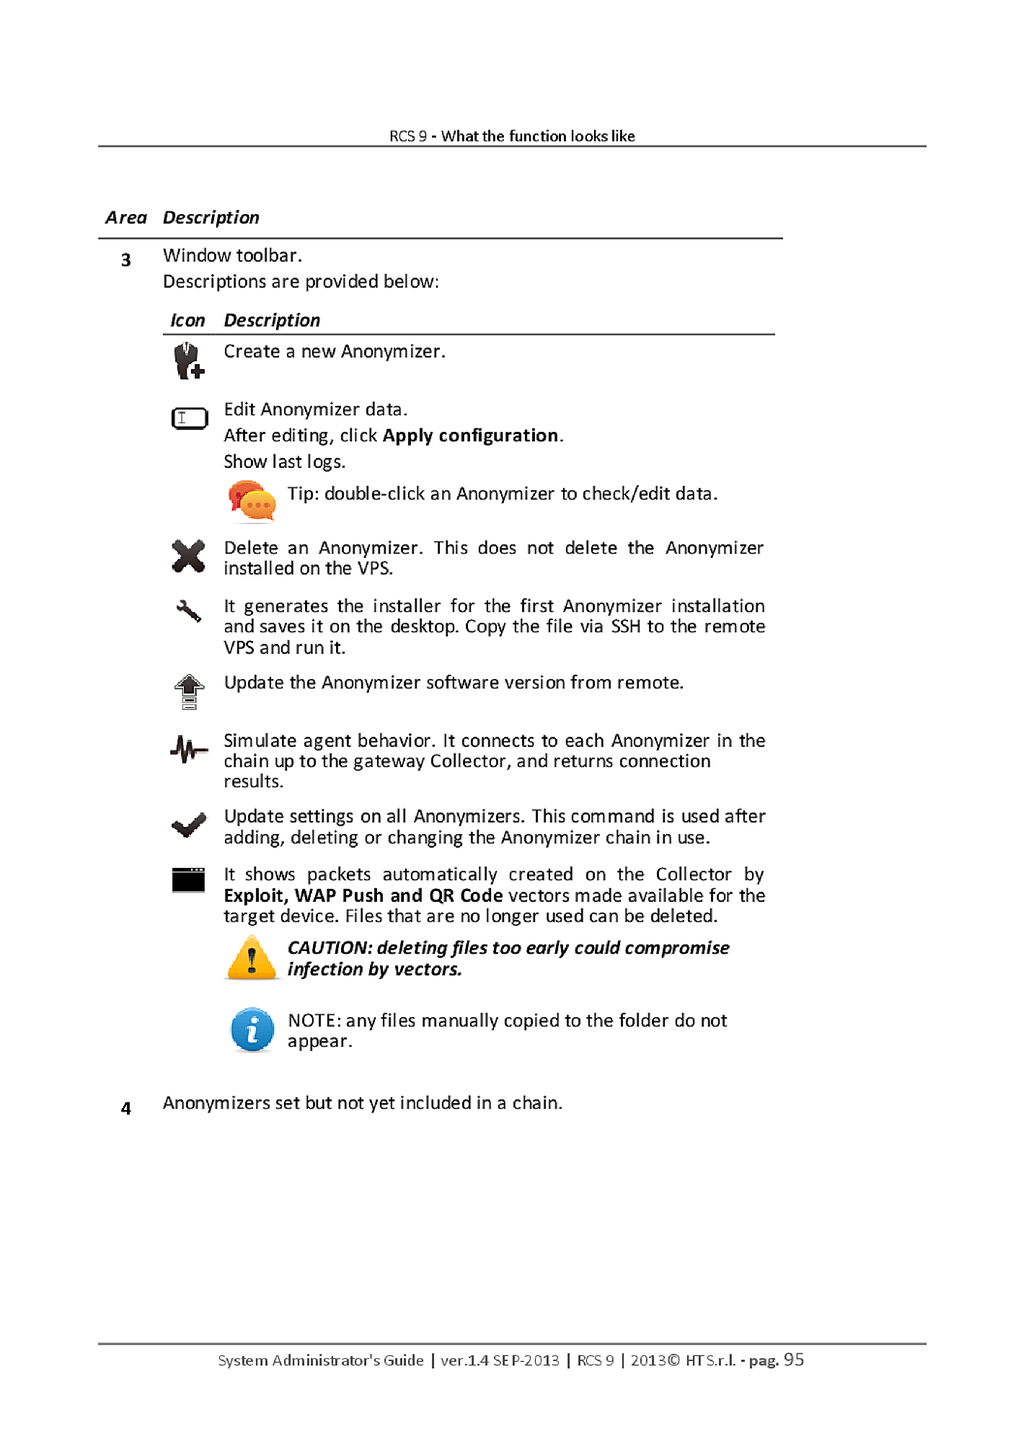 RCS 9 - What the function looks like
Area Description
3 Window toolbar.
Descriptions are provided below:
Icon Description
Create a new Anonymizer.
Edit Anonymizer data.
After editing, click Apply configuration.
Show last logs.
Tip: double-click an Anonymizer to check/edit data.
Delete an Anonymizer. This does not delete the Anonymizer
installed on the VPS.
It generates the installer for the first Anonymizer installation
and saves it on the desktop. Copy the file via SSH to the remote
VPS and run it.
Update the Anonymizer software version from remote.
Simulate agent behavior. It connects to each Anonymizer in the
chain up to the gateway Collector, and returns connection
results.
Update settings on all Anonymizers. This command is used after
adding, deleting or changing the Anonymizer chain in use.
It shows packets automatically created on the Collector by
Exploit, WAP Push and QR Code vectors made available for the
target device. Files that are no longer used can be deleted.
CAUTION: deleting files too early could compromise
infection by vectors.
NOTE: any files manually copied to the folder do not
appear.
4 Anonymizers set but not yet included in a chain.
System Administrator's Guide | ver.1.4 SEP-2013 | RCS 9 | 2013© HT S.r.l. - pag. 95